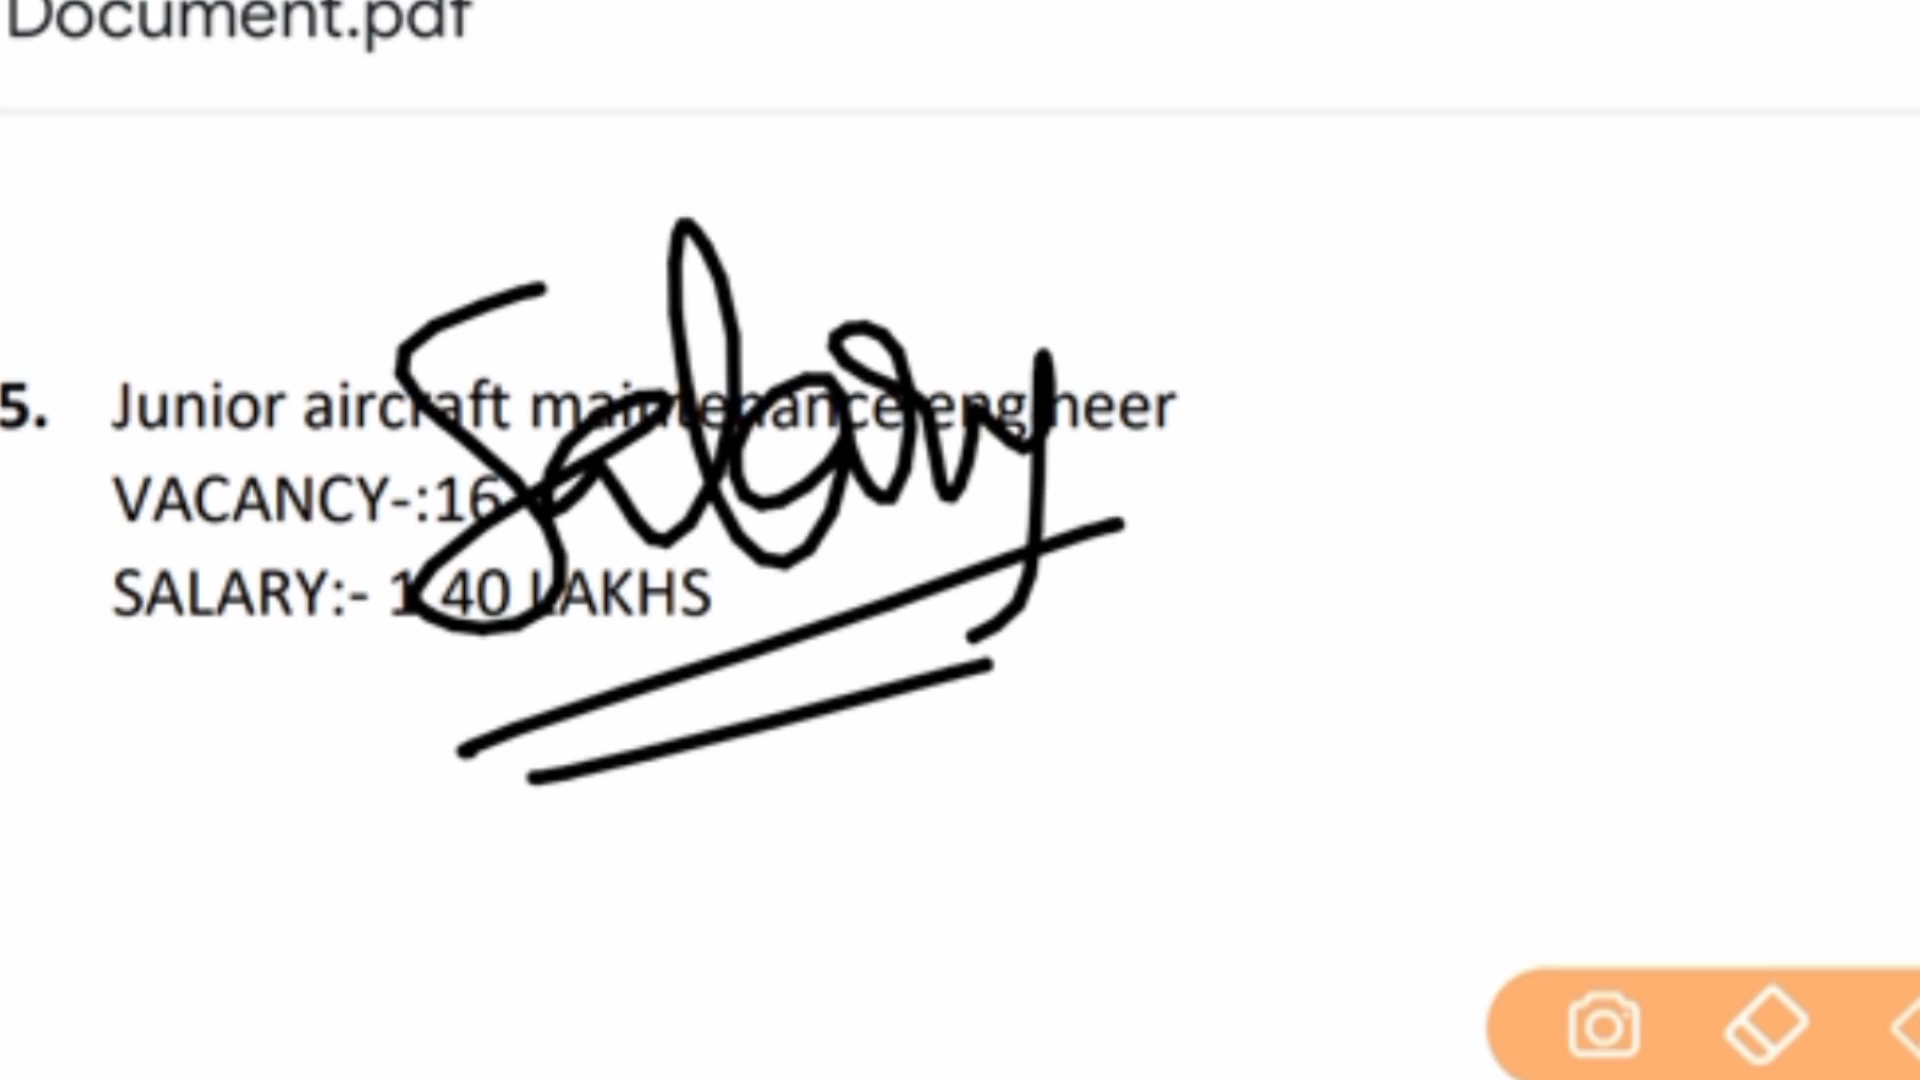 Document.pdf
Salary
5. Junior aircraft maintenance engineer
VACANCY-:16
SALARY:- 1.40 LAKHS